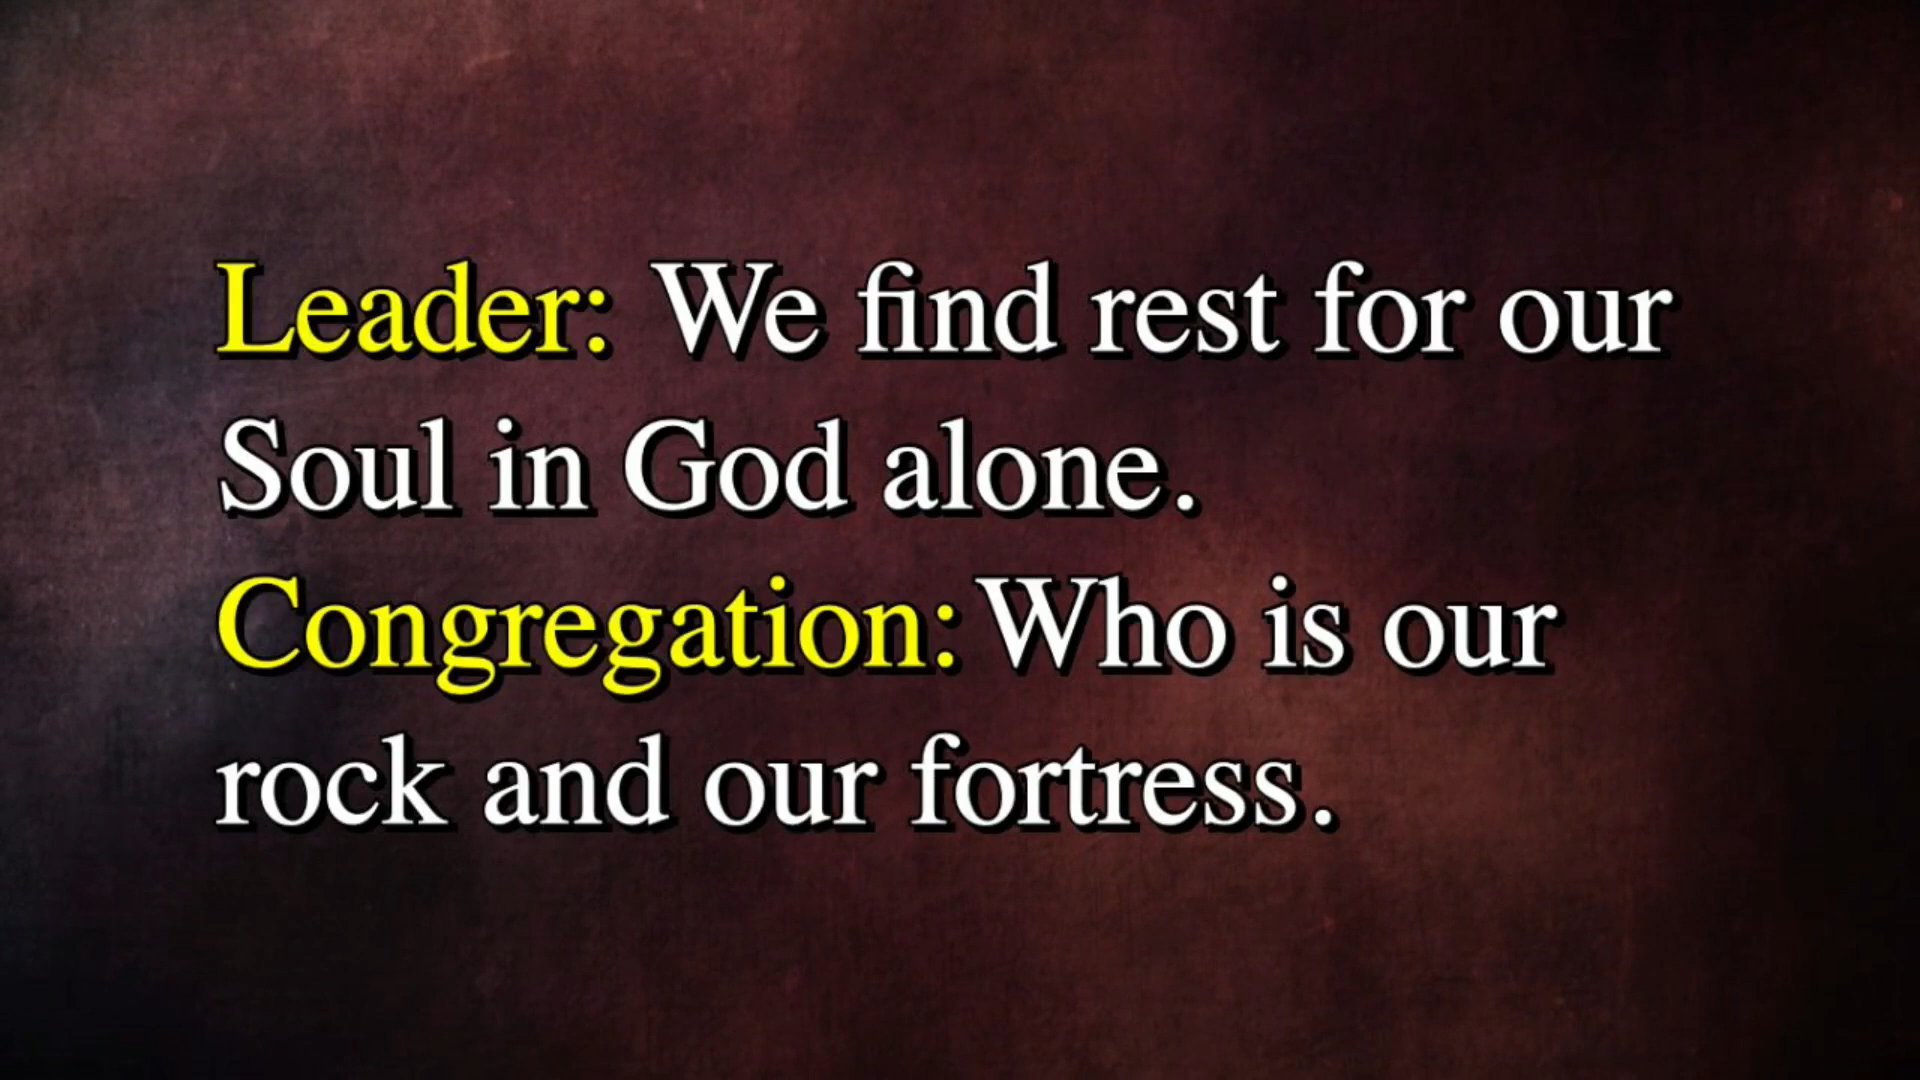 Leader: We find rest for our
Soul in God alone.
Congregation: Who is our
rock and our fortress.